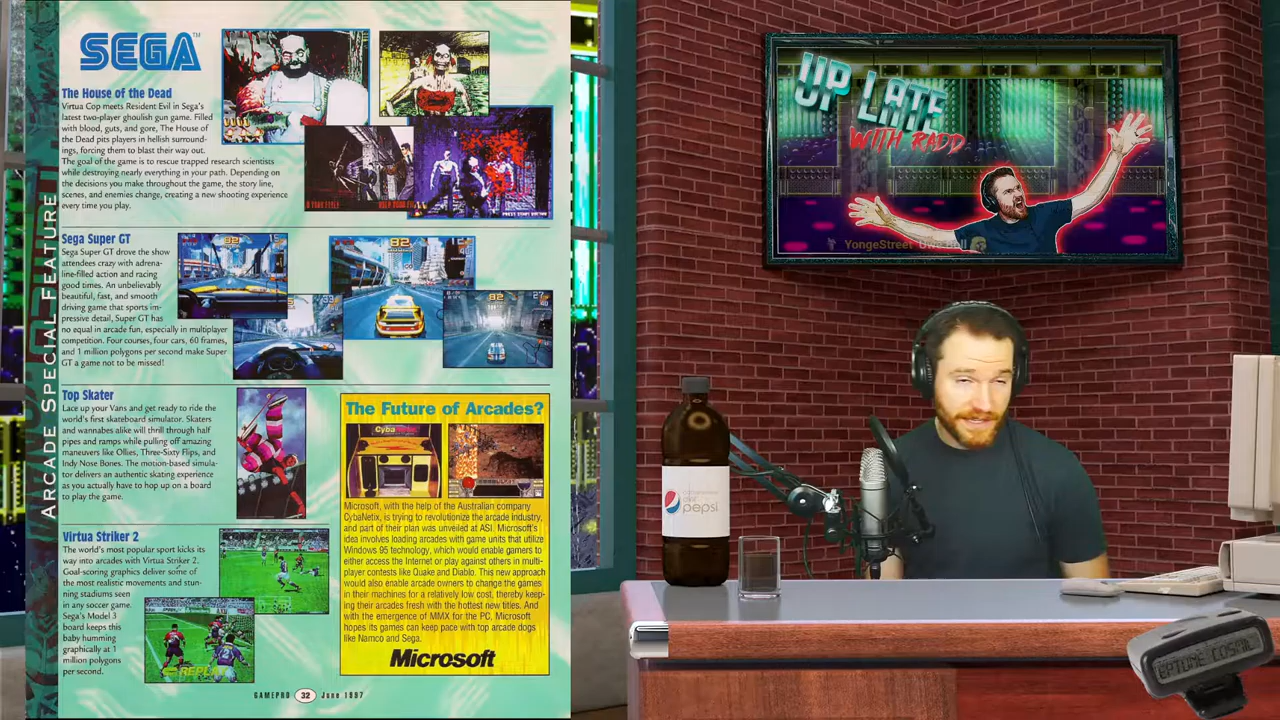 SEGA™
The House of the Dead
Virtua Cop meets Resident Evil in Sega's
latest two-player ghoulish gun game. Filled
with blood, guts, and gore, The House of
the Dead pits players in hellish surround-
ings, forcing them to blast their way out.
The goal of the game is to rescue trapped research scientists
while destroying nearly everything in your path. Depending on
the decisions you make throughout the game, the story line,
scenes, and enemies change, creating a new shooting experience
every time you play.
Sega Super GT
Sega Super GT drove the show
attendees crazy with adrena-
line-filled action and racing
good times. An unbelievably
beautiful, fast, and smooth
driving game that sports im-
pressive detail, Super GT has
no equal in arcade fun, especially in multiplayer
competition. Four courses, four cars, 60 frames,
and 1 million polygons per second make Super
GT a game not to be missed!
Top Skater
Lace up your Vans and get ready to ride the
world's first skateboard simulator. Skaters
and wannabes alike will thrill through half
pipes and ramps while pulling off amazing
maneuvers like Ollies, Three-Sixty Flips, and
Indy Nose Bones. The motion-based simula-
tor delivers an authentic skating experience
as you actually have to hop up on a board
to play the game.
Virtua Striker 2
The world's most popular sport kicks its
way into arcades with Virtua Striker 2.
Goal-scoring graphics deliver some of
the most realistic movements and stun-
ning stadiums seen
in any soccer game.
Sega's Model 3
board keeps this
baby humming
graphically at 1
million polygons
per second.
REPLAY
The Future of Arcades?
Microsoft, with the help of the Australian company
CybaNetix, is trying to revolutionize the arcade industry,
and part of their plan was unveiled at ASI. Microsoft's
idea involves loading arcades with game units that utilize
Windows 95 technology, which would enable gamers to
either access the Internet or play against others in multi-
player contests like Quake and Diablo. This new approach
would also enable arcade owners to change the games
in their machines for a relatively low cost, thereby keep-
ing their arcades fresh with the hottest new titles. And
with the emergence of MMX for the PC, Microsoft
hopes its games can keep pace with top arcade dogs
like Namco and Sega.
Microsoft
GAMEPRO 32 June 1997
ARCADE SPECIAL FEATURE
UP LATE
WITH RADD
YongeStreet
diet
pepsi